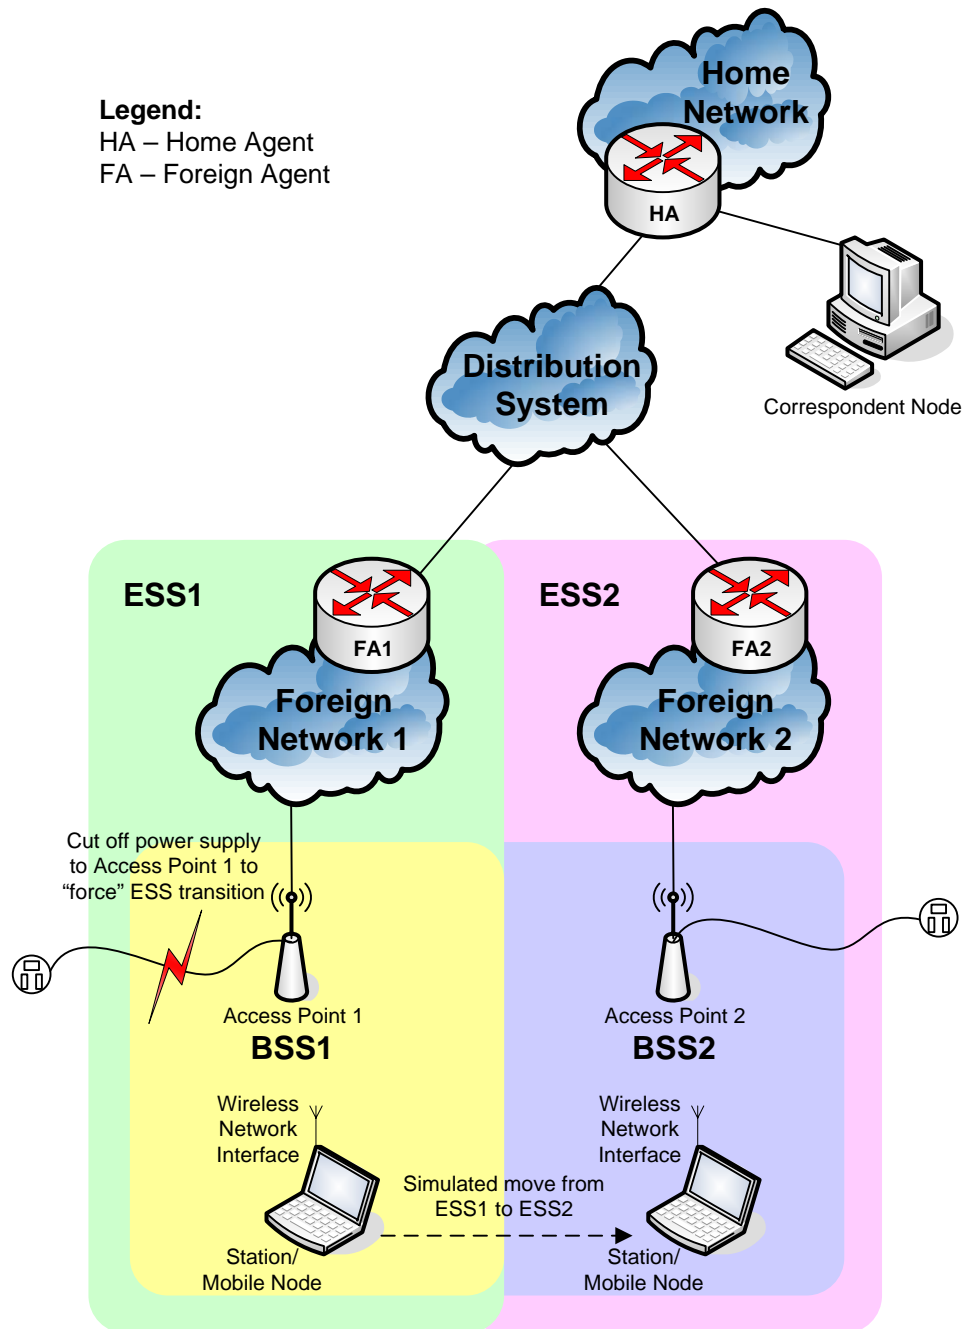 Legend:
HA – Home Agent
FA – Foreign Agent
Home
Network
HA
Correspondent Node
Distribution
System
ESS1
ESS2
FA1
FA2
Foreign
Network 1
Foreign
Network 2
Cut off power supply
to Access Point 1 to
“force” ESS transition
Access Point 1
BSS1
Access Point 2
BSS2
Wireless
Network
Interface
Wireless
Network
Interface
Simulated move from
ESS1 to ESS2
Station/
Mobile Node
Station/
Mobile Node